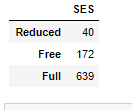 SES
Reduced 40
Free 172
Full 639